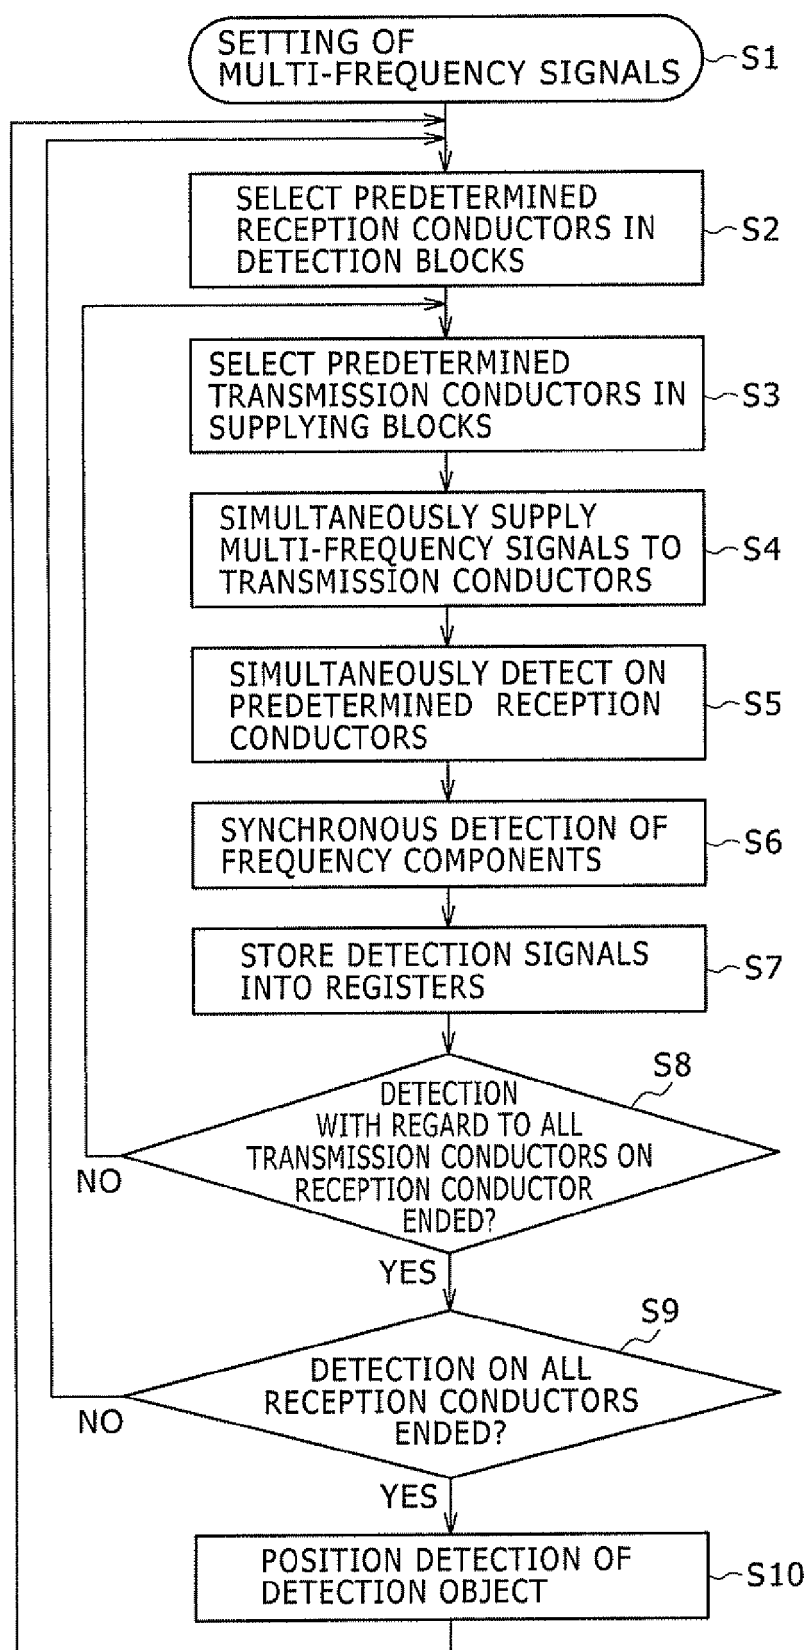 SETTING OF
MULTI-FREQUENCY SIGNALS
S1
SELECT PREDETERMINED
RECEPTION CONDUCTORS IN
DETECTION BLOCKS
S2
SELECT PREDETERMINED
TRANSMISSION CONDUCTORS IN
SUPPLYING BLOCKS
S3
SIMULTANEOUSLY SUPPLY
MULTI-FREQUENCY SIGNALS TO
TRANSMISSION CONDUCTORS
S4
SIMULTANEOUSLY DETECT ON
PREDETERMINED RECEPTION
CONDUCTORS
S5
SYNCHRONOUS DETECTION OF
FREQUENCY COMPONENTS
S6
STORE DETECTION SIGNALS
INTO REGISTERS
S7
S8
DETECTION
WITH REGARD TO ALL
TRANSMISSION CONDUCTORS ON
RECEPTION CONDUCTOR
ENDED?
NO
YES
S9
DETECTION ON ALL
RECEPTION CONDUCTORS
ENDED?
NO
YES
POSITION DETECTION OF
DETECTION OBJECT
S10